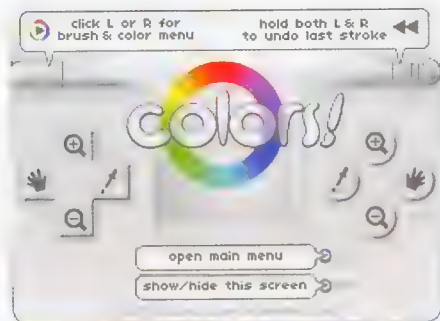 click L or R for
brush & color menu
hold both L & R
to undo last stroke
colors!
open main menu
show/hide this screen